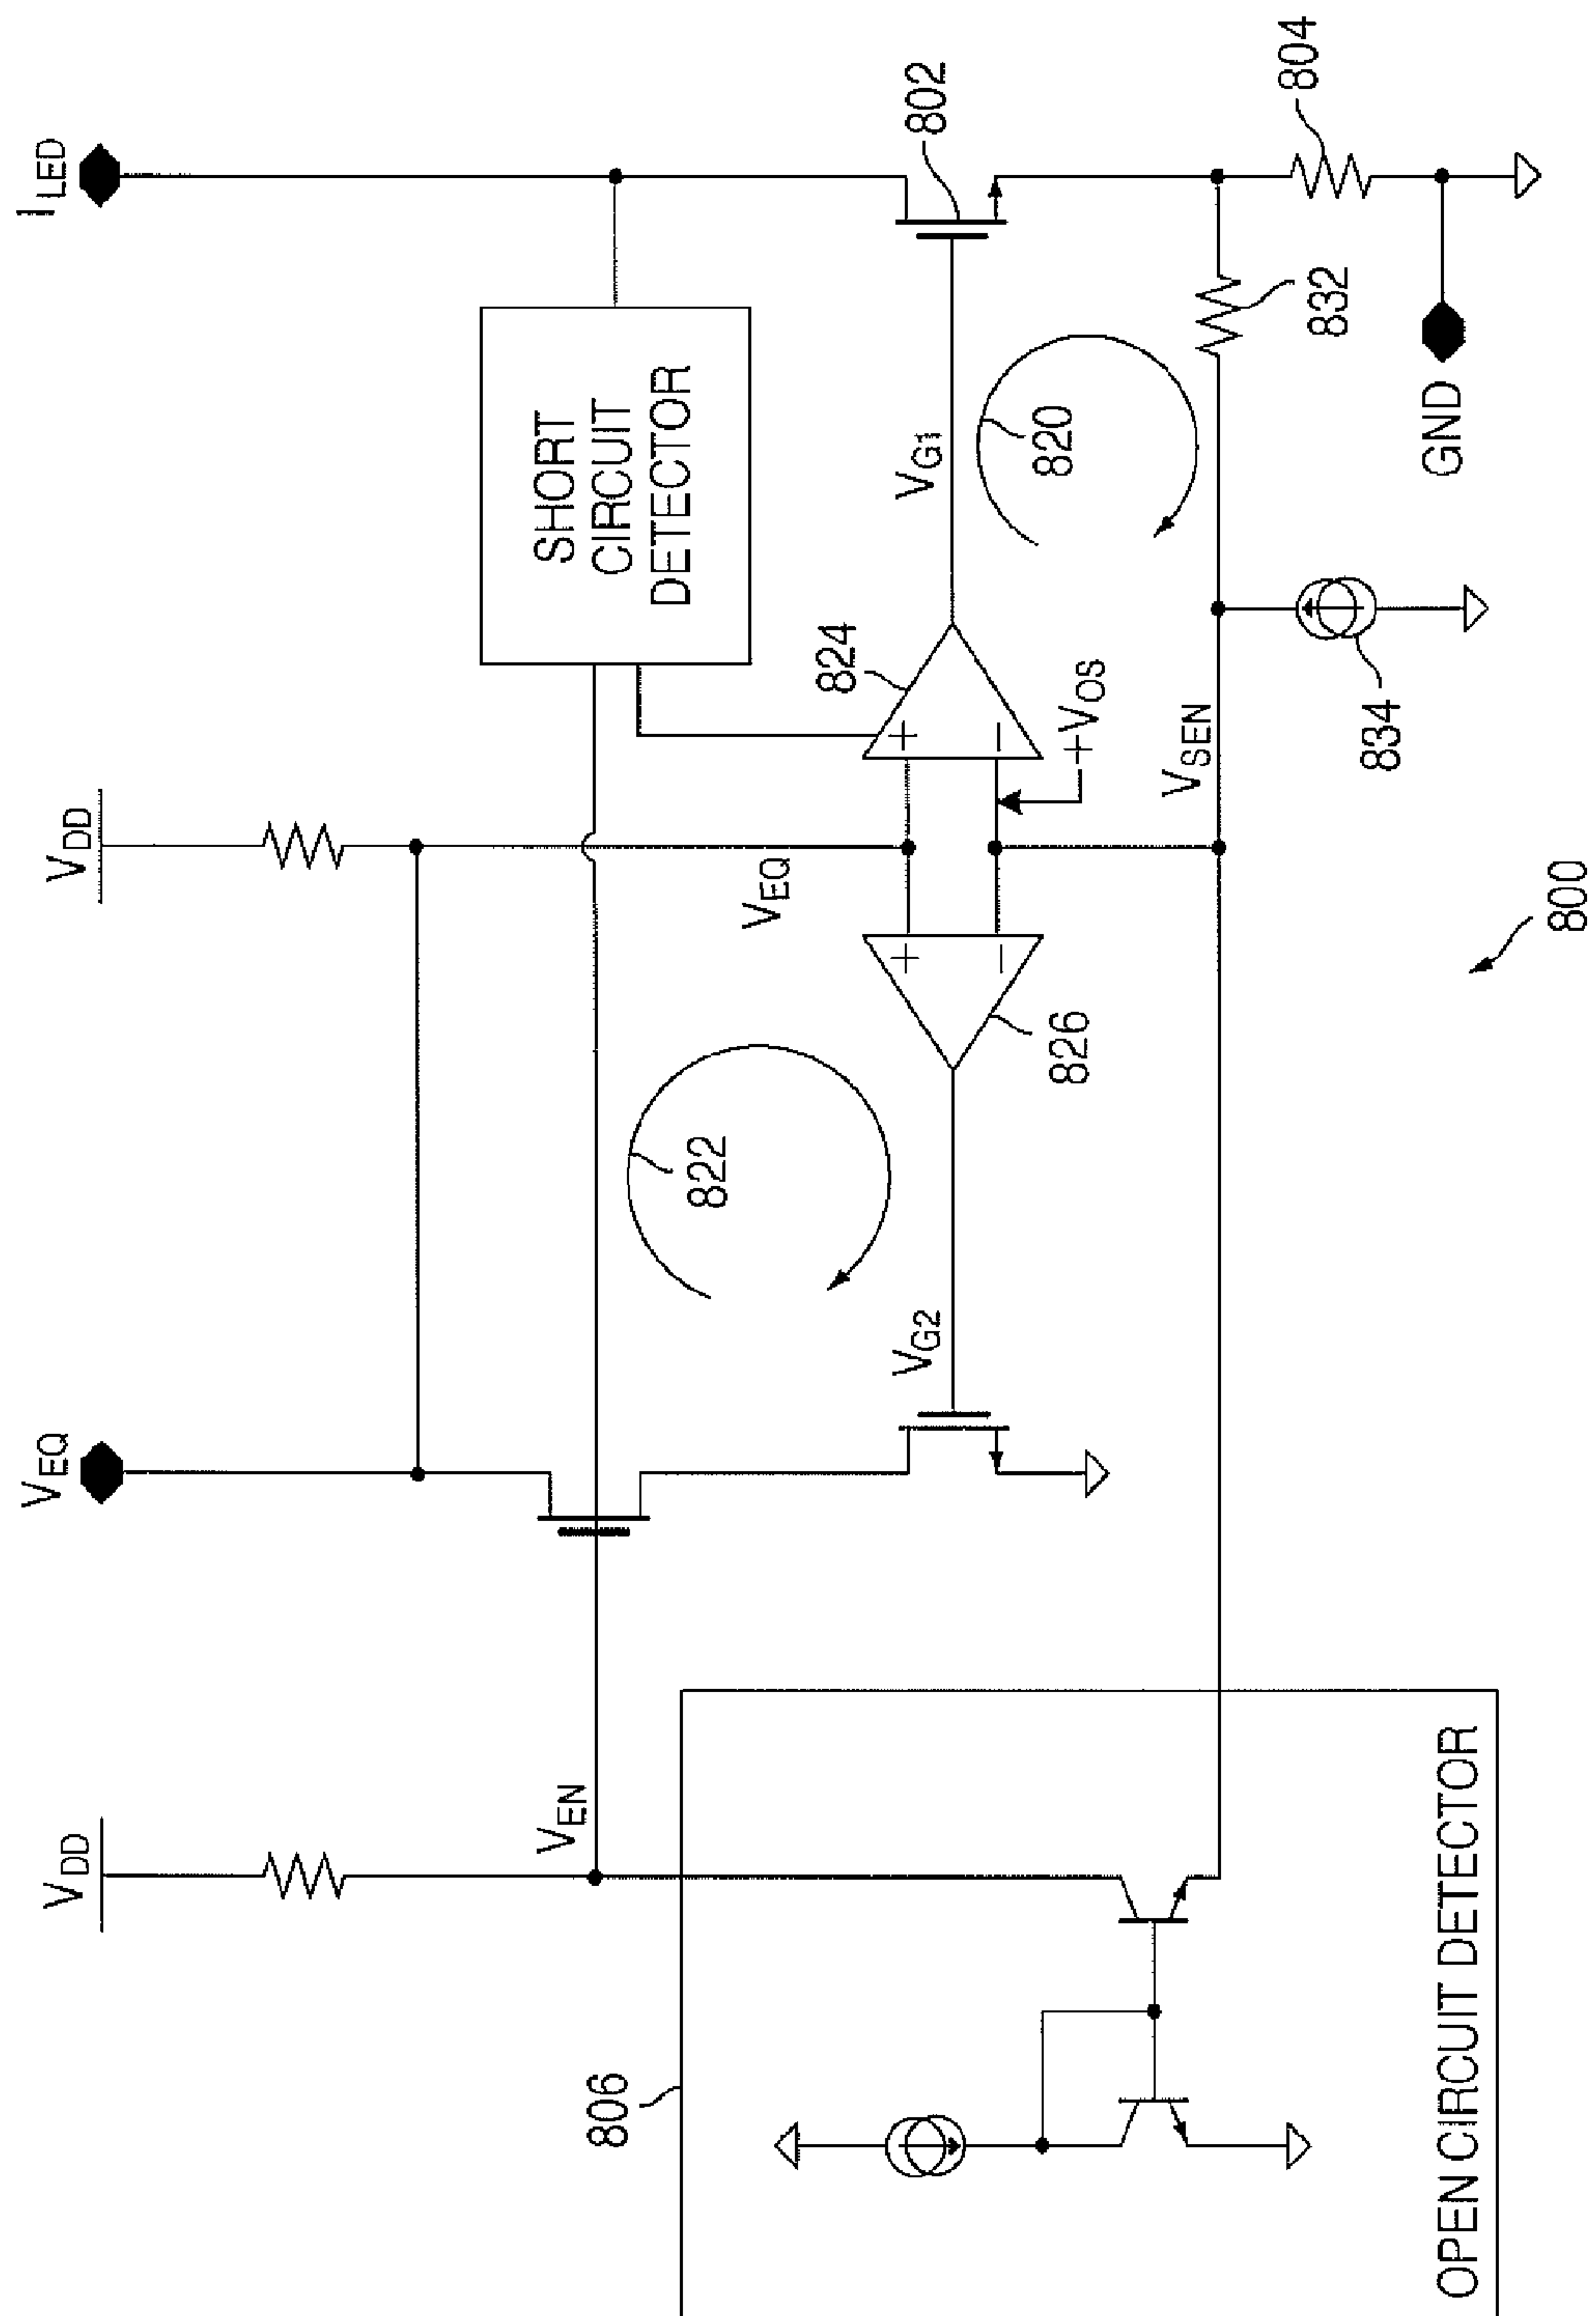 V_DD
V_EQ
V_DD
I_LED
V_EN
SHORT
CIRCUIT
DETECTOR
806
822
V_EQ
824
802
V_G2
V_G1
826
820
+V_OS
V_SEN
832
804
834
GND
OPEN CIRCUIT DETECTOR
800
+
−
+
−